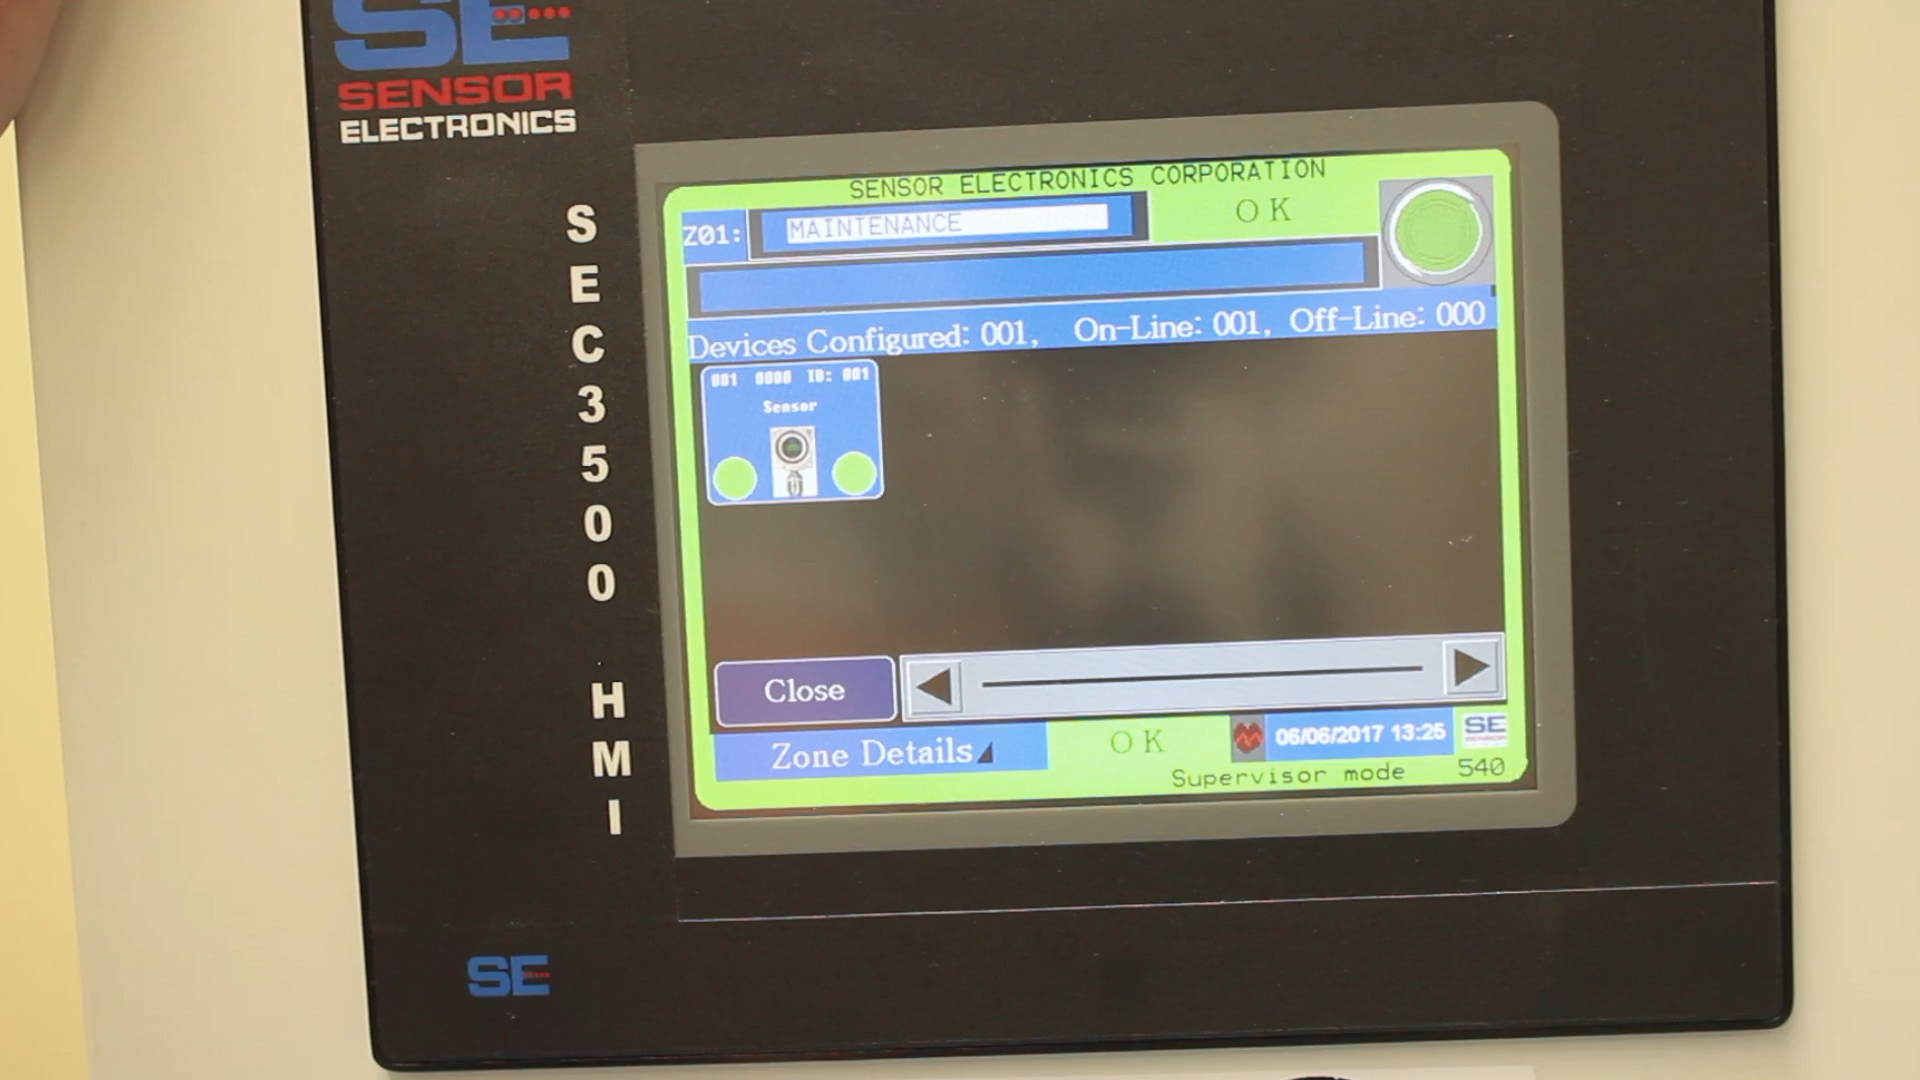 SE
SENSOR
ELECTRONICS
SEC3500 HMI
SENSOR ELECTRONICS CORPORATION
Z01: MAINTENANCE OK
Devices Configured: 001, On-Line: 001, Off-Line: 000
001 0000 ID: 001
Sensor
Close
Zone Details OK 06/06/2017 13:25 SE SENSOR
Supervisor mode 540
SE